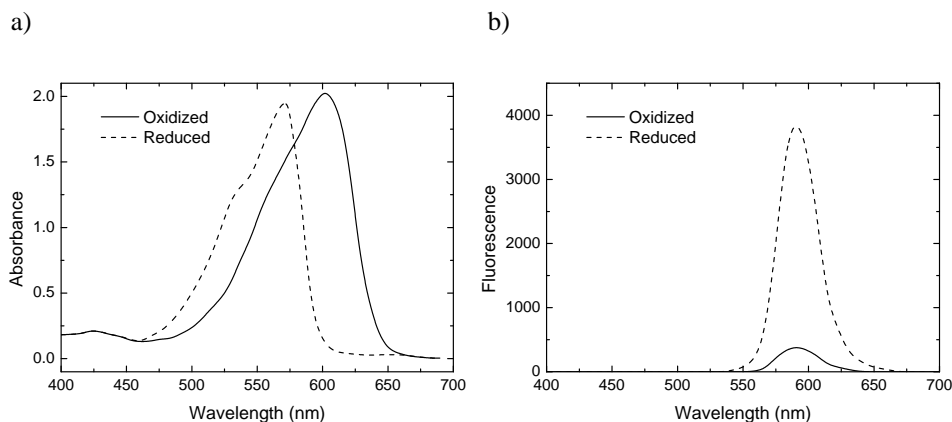 a)
b)
2.0
1.5
1.0
0.5
0.0
Absorbance
Oxidized
Reduced
400 450 500 550 600 650 700
Wavelength (nm)
4000
3000
2000
1000
0
Fluorescence
Oxidized
Reduced
400 450 500 550 600 650 700
Wavelength (nm)